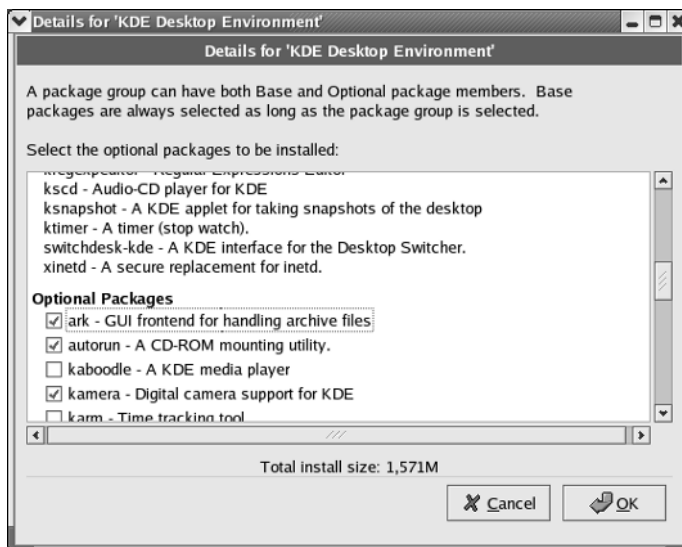 Details for 'KDE Desktop Environment'
Details for 'KDE Desktop Environment'
A package group can have both Base and Optional package members. Base
packages are always selected as long as the package group is selected.
Select the optional packages to be installed:
kregexpeditor - Regular Expressions Editor
kscd - Audio-CD player for KDE
ksnapshot - A KDE applet for taking snapshots of the desktop
ktimer - A timer (stop watch).
switchdesk-kde - A KDE interface for the Desktop Switcher.
xinetd - A secure replacement for inetd.
Optional Packages
ark - GUI frontend for handling archive files
autorun - A CD-ROM mounting utility.
kaboodle - A KDE media player
kamera - Digital camera support for KDE
karm - Time tracking tool
Total install size: 1,571M
Cancel
OK